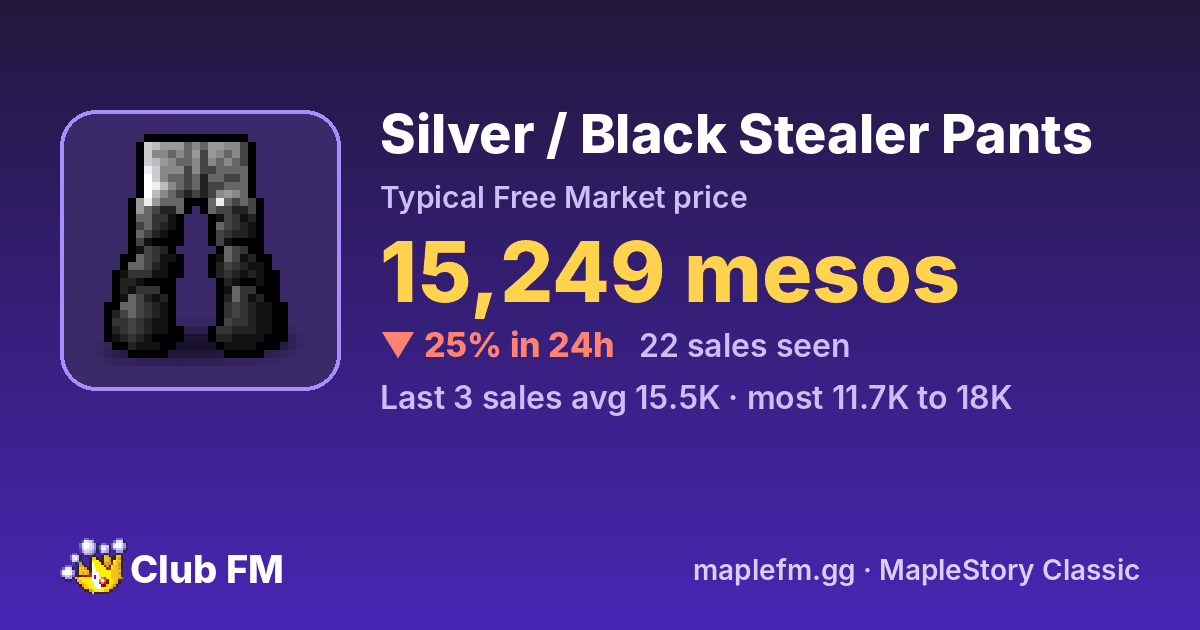 Silver / Black Stealer Pants
Typical Free Market price
15,249 mesos
▼ 25% in 24h 22 sales seen
Last 3 sales avg 15.5K · most 11.7K to 18K
Club FM
maplefm.gg · MapleStory Classic